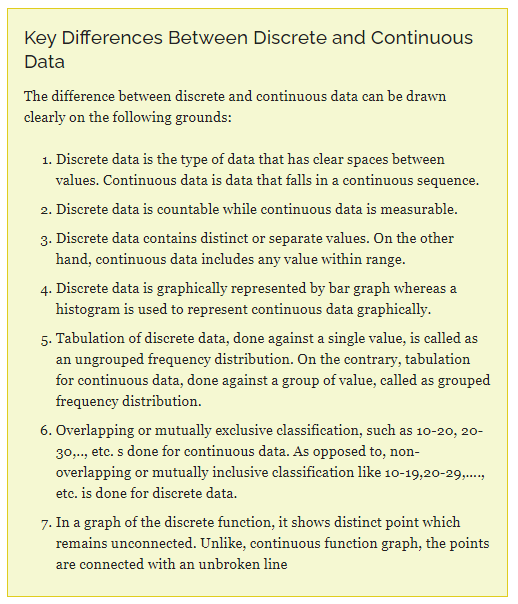 Key Differences Between Discrete and Continuous
Data
The difference between discrete and continuous data can be drawn
clearly on the following grounds:
1. Discrete data is the type of data that has clear spaces between
values. Continuous data is data that falls in a continuous sequence.
2. Discrete data is countable while continuous data is measurable.
3. Discrete data contains distinct or separate values. On the other
hand, continuous data includes any value within range.
4. Discrete data is graphically represented by bar graph whereas a
histogram is used to represent continuous data graphically.
5. Tabulation of discrete data, done against a single value, is called as
an ungrouped frequency distribution. On the contrary, tabulation
for continuous data, done against a group of value, called as grouped
frequency distribution.
6. Overlapping or mutually exclusive classification, such as 10-20, 20-
30,.., etc. s done for continuous data. As opposed to, non-
overlapping or mutually inclusive classification like 10-19,20-29,....,
etc. is done for discrete data.
7. In a graph of the discrete function, it shows distinct point which
remains unconnected. Unlike, continuous function graph, the points
are connected with an unbroken line